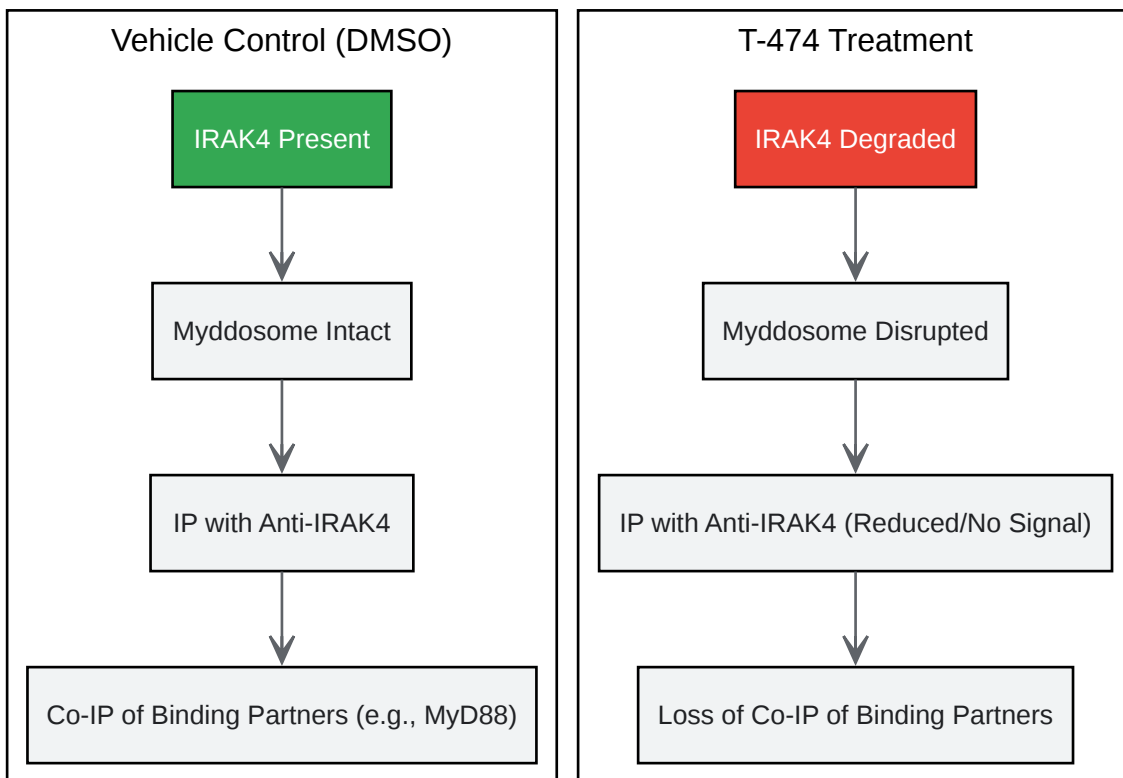 Vehicle Control (DMSO)
IRAK4 Present
Myddosome Intact
IP with Anti-IRAK4
Co-IP of Binding Partners (e.g., MyD88)
T-474 Treatment
IRAK4 Degraded
Myddosome Disrupted
IP with Anti-IRAK4 (Reduced/No Signal)
Loss of Co-IP of Binding Partners